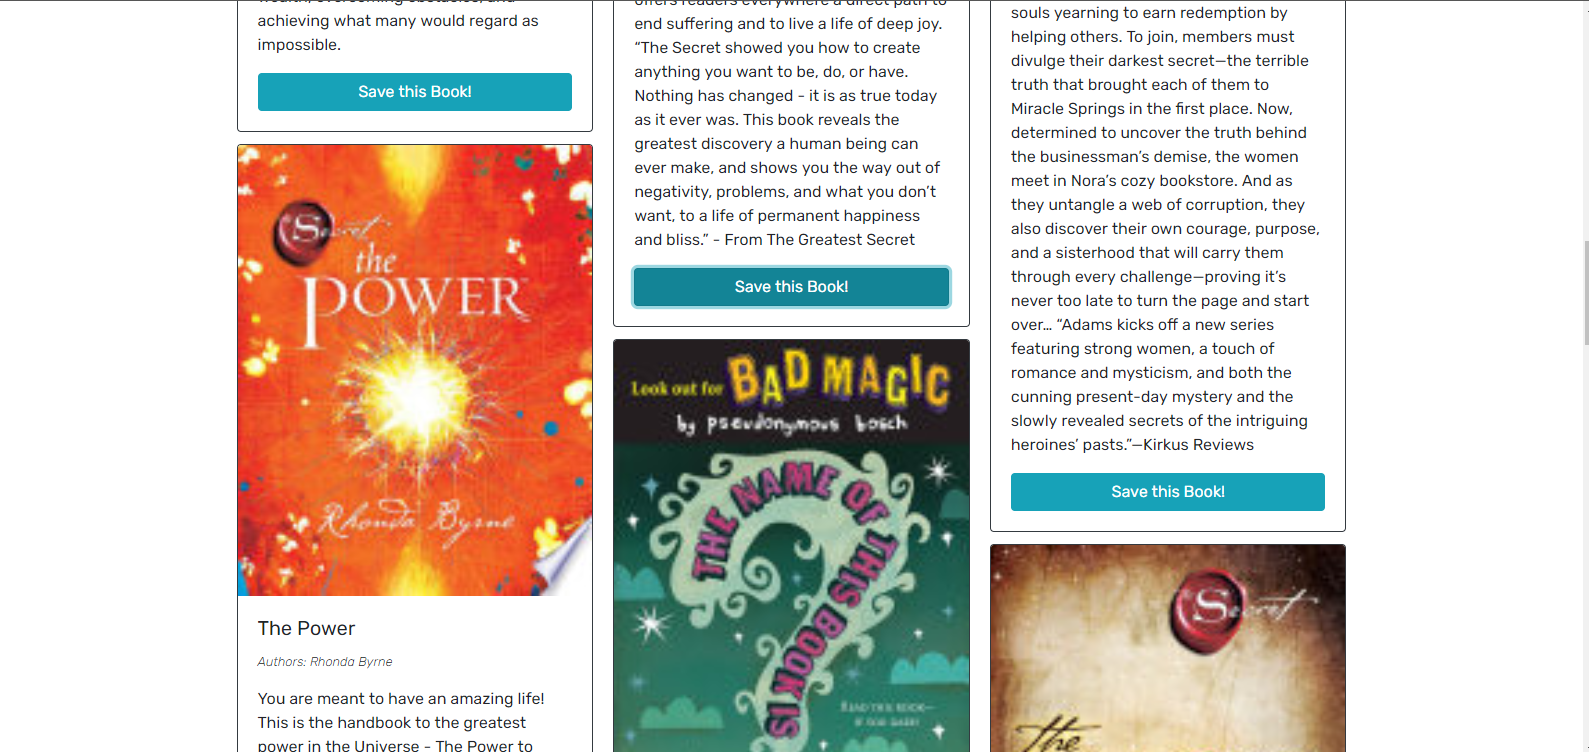 wealth, overcoming obstacles, and
achieving what many would regard as
impossible.
Save this Book!
Secret
the
POWER
Rhonda Byrne
The Power
Authors: Rhonda Byrne
You are meant to have an amazing life!
This is the handbook to the greatest
power in the Universe - The Power to
offers readers everywhere a direct path to
end suffering and to live a life of deep joy.
“The Secret showed you how to create
anything you want to be, do, or have.
Nothing has changed - it is as true today
as it ever was. This book reveals the
greatest discovery a human being can
ever make, and shows you the way out of
negativity, problems, and what you don’t
want, to a life of permanent happiness
and bliss.” - From The Greatest Secret
Save this Book!
Look out for BAD MAGIC
by pseudonymous bosch
THE NAME OF THIS BOOK IS
READ THIS BOOK—
IF YOU DARE!
souls yearning to earn redemption by
helping others. To join, members must
divulge their darkest secret—the terrible
truth that brought each of them to
Miracle Springs in the first place. Now,
determined to uncover the truth behind
the businessman’s demise, the women
meet in Nora’s cozy bookstore. And as
they untangle a web of corruption, they
also discover their own courage, purpose,
and a sisterhood that will carry them
through every challenge—proving it’s
never too late to turn the page and start
over… “Adams kicks off a new series
featuring strong women, a touch of
romance and mysticism, and both the
cunning present-day mystery and the
slowly revealed secrets of the intriguing
heroines’ pasts.”—Kirkus Reviews
Save this Book!
Secret
the